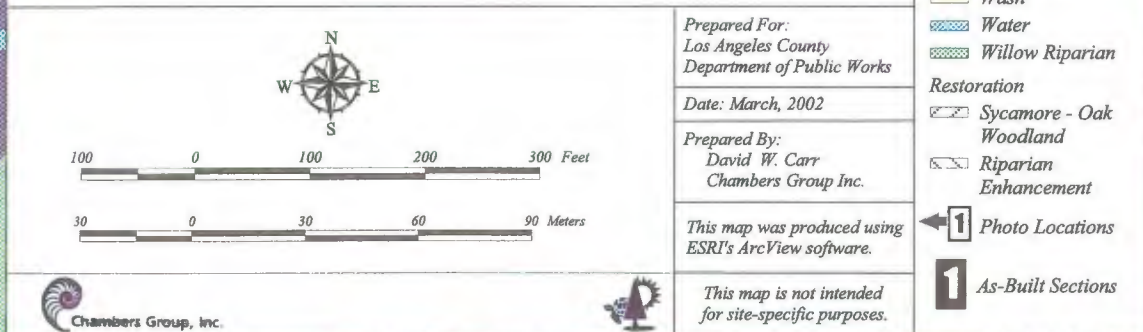 N
W E
S
100 0 100 200 300 Feet
30 0 30 60 90 Meters
Chambers Group, Inc.
Prepared For:
Los Angeles County
Department of Public Works
Date: March, 2002
Prepared By:
David W. Carr
Chambers Group Inc.
This map was produced using
ESRI's ArcView software.
This map is not intended
for site-specific purposes.
Wash
Water
Willow Riparian
Restoration
Sycamore - Oak
Woodland
Riparian
Enhancement
1 Photo Locations
1 As-Built Sections